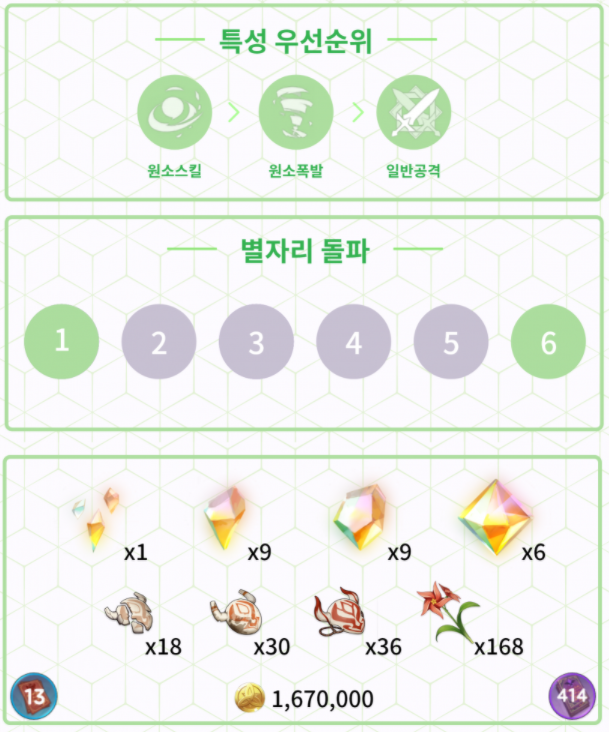 특성 우선순위
원소스킬 원소폭발 일반공격
별자리 돌파
1 2 3 4 5 6
x1 x9 x9 x6
x18 x30 x36 x168
13 1,670,000 414